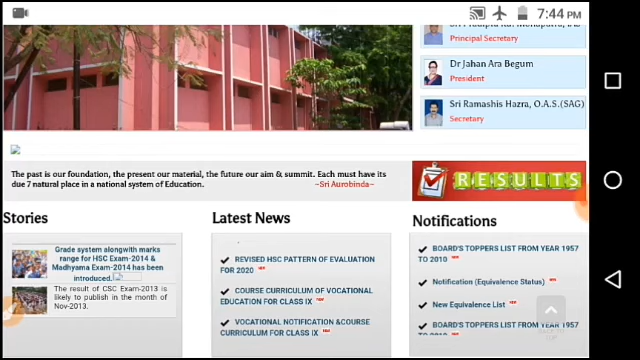 7:44 PM
Principal Secretary
Dr Jahan Ara Begum
President
Sri Ramashis Hazra, O.A.S.(SAG)
Secretary
The past is our foundation, the present our material, the future our aim & summit. Each must have its
due 7 natural place in a national system of Education.
~Sri Aurobinda~
RESULTS
Stories
Grade system alongwith marks
range for HSC Exam-2014 &
Madhyama Exam-2014 has been
introduced.
The result of CSC Exam-2013 is
likely to publish in the month of
Nov-2013.
Latest News
REVISED HSC PATTERN OF EVALUATION
FOR 2020
COURSE CURRICULUM OF VOCATIONAL
EDUCATION FOR CLASS IX
VOCATIONAL NOTIFICATION &COURSE
CURRICULUM FOR CLASS IX
Notifications
BOARD'S TOPPERS LIST FROM YEAR 1957
TO 2010
Notification (Equivalence Status)
New Equivalence List
BOARD'S TOPPERS LIST FROM YEAR 1957
TO 2010